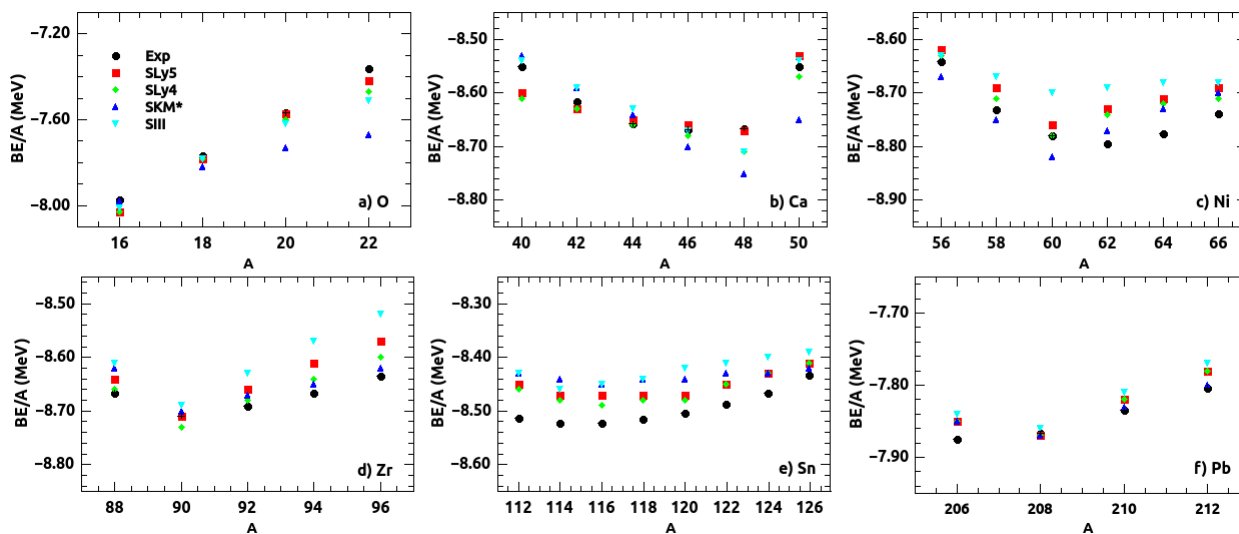 −7.20
−7.60
−8.00
BE/A (MeV)
Exp
SLy5
SLy4
SKM*
SIII
a) O
16 18 20 22
A
−8.50
−8.60
−8.70
−8.80
BE/A (MeV)
b) Ca
40 42 44 46 48 50
A
−8.60
−8.70
−8.80
−8.90
BE/A (MeV)
c) Ni
56 58 60 62 64 66
A
−8.50
−8.60
−8.70
−8.80
BE/A (MeV)
d) Zr
88 90 92 94 96
A
−8.30
−8.40
−8.50
−8.60
BE/A (MeV)
e) Sn
112 114 116 118 120 122 124 126
A
−7.70
−7.80
−7.90
BE/A (MeV)
f) Pb
206 208 210 212
A